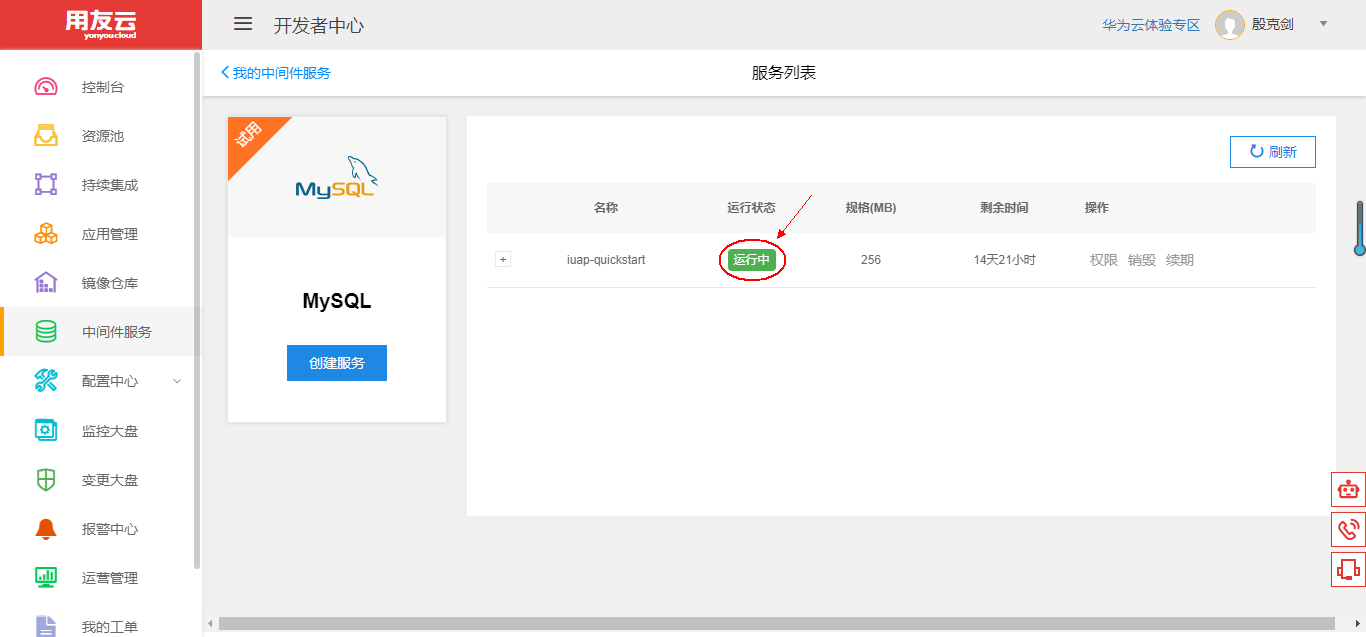 用友云
yonyoucloud
开发者中心
华为云体验专区
殷克剑
控制台
资源池
持续集成
应用管理
镜像仓库
中间件服务
配置中心
监控大盘
变更大盘
报警中心
运营管理
我的工单
我的中间件服务
服务列表
试用
MySQL
MySQL
创建服务
刷新
名称 运行状态 规格(MB) 剩余时间 操作
+ iuap-quickstart 运行中 256 14天21小时 权限 销毁 续期